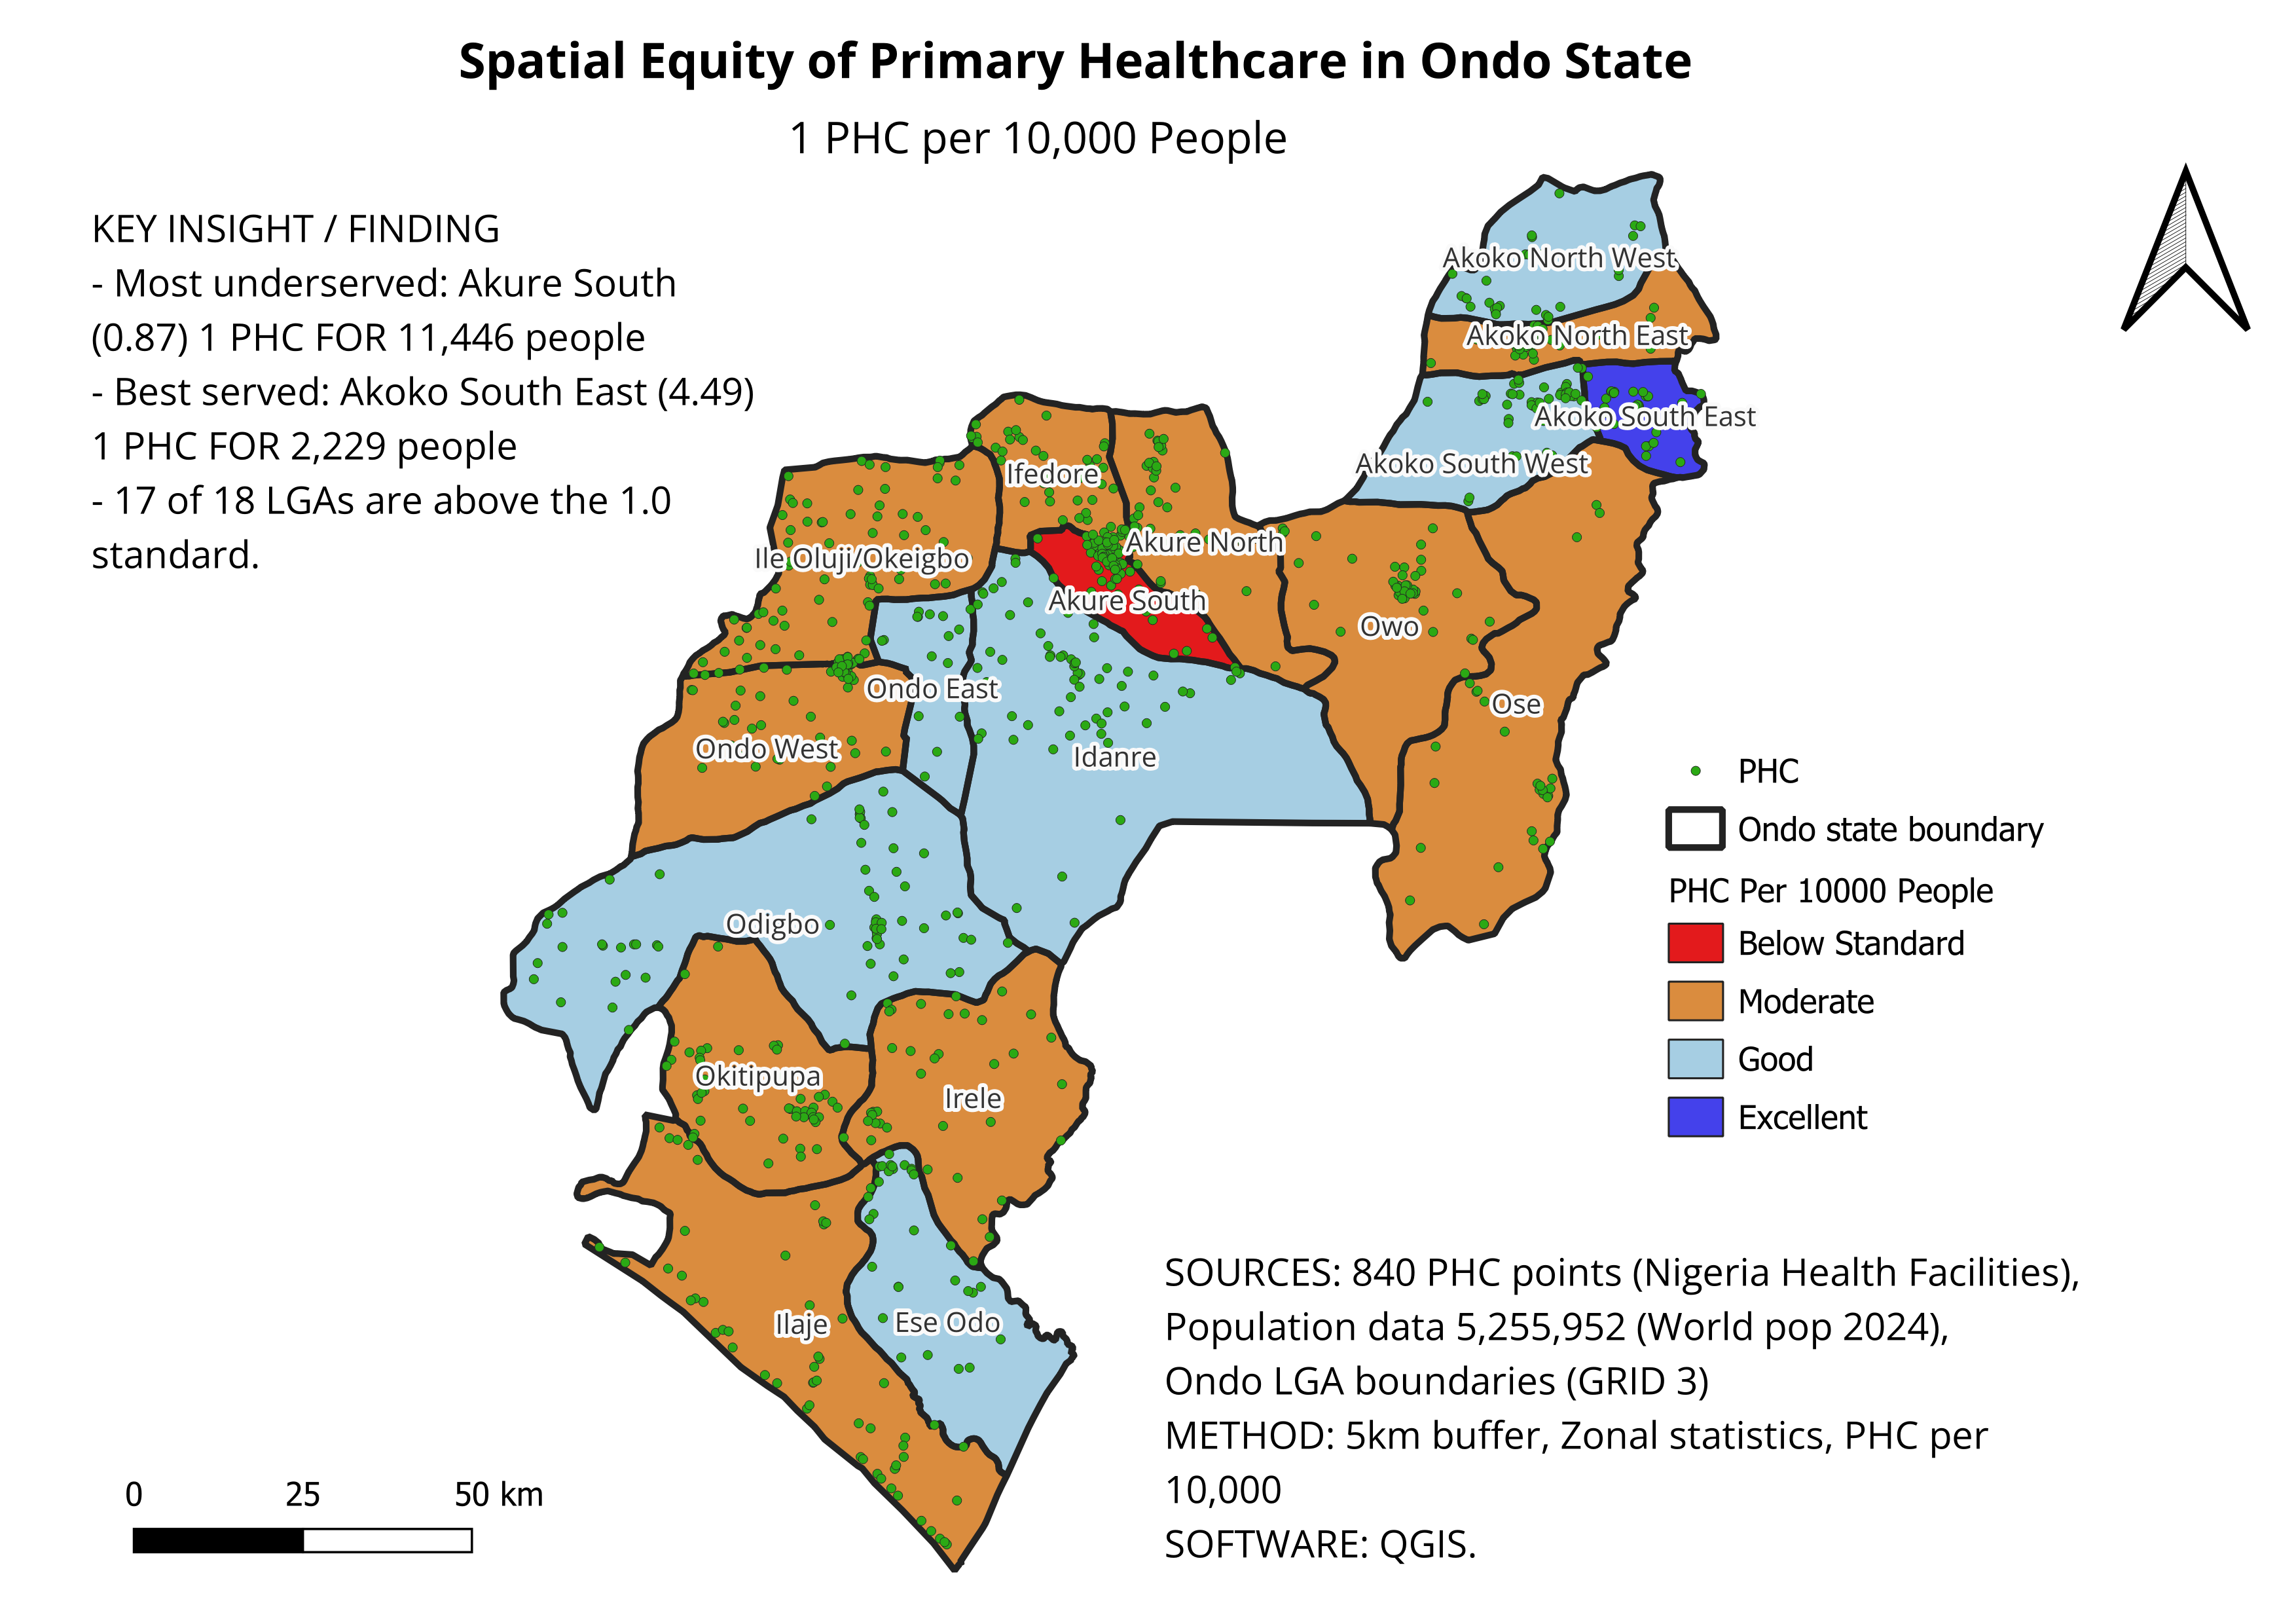 Spatial Equity of Primary Healthcare in Ondo State
1 PHC per 10,000 People
KEY INSIGHT / FINDING
- Most underserved: Akure South
(0.87) 1 PHC FOR 11,446 people
- Best served: Akoko South East (4.49)
1 PHC FOR 2,229 people
- 17 of 18 LGAs are above the 1.0
standard.
Akoko North West
Akoko North East
Akoko South East
Akoko South West
Ifedore
Akure North
Ile Oluji/Okeigbo
Akure South
Owo
Ondo East
Ose
Ondo West
Idanre
Odigbo
Okitipupa
Irele
Ilaje
Ese Odo
PHC
Ondo state boundary
PHC Per 10000 People
Below Standard
Moderate
Good
Excellent
SOURCES: 840 PHC points (Nigeria Health Facilities),
Population data 5,255,952 (World pop 2024),
Ondo LGA boundaries (GRID 3)
METHOD: 5km buffer, Zonal statistics, PHC per
10,000
SOFTWARE: QGIS.
0 25 50 km